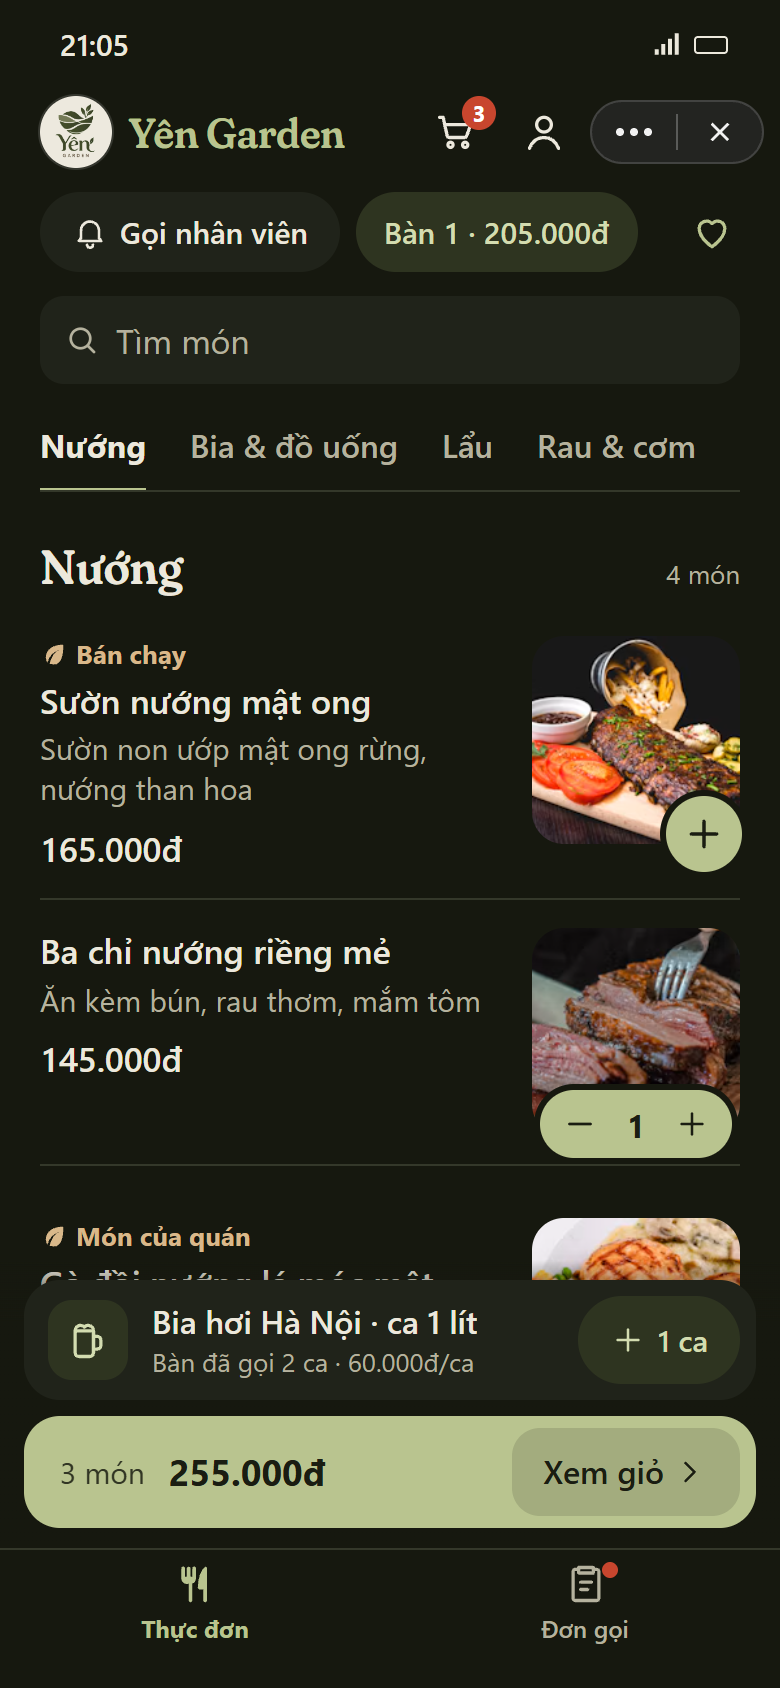 21:05
Yên
GARDEN
Yên Garden
3
Gọi nhân viên
Bàn 1 · 205.000đ
Tìm món
Nướng
Bia & đồ uống
Lẩu
Rau & cơm
Nướng
4 món
Bán chạy
Sườn nướng mật ong
Sườn non ướp mật ong rừng,
nướng than hoa
165.000đ
Ba chỉ nướng riềng mẻ
Ăn kèm bún, rau thơm, mắm tôm
145.000đ
1
Món của quán
Bia hơi Hà Nội · ca 1 lít
Bàn đã gọi 2 ca · 60.000đ/ca
1 ca
3 món
255.000đ
Xem giỏ
Thực đơn
Đơn gọi